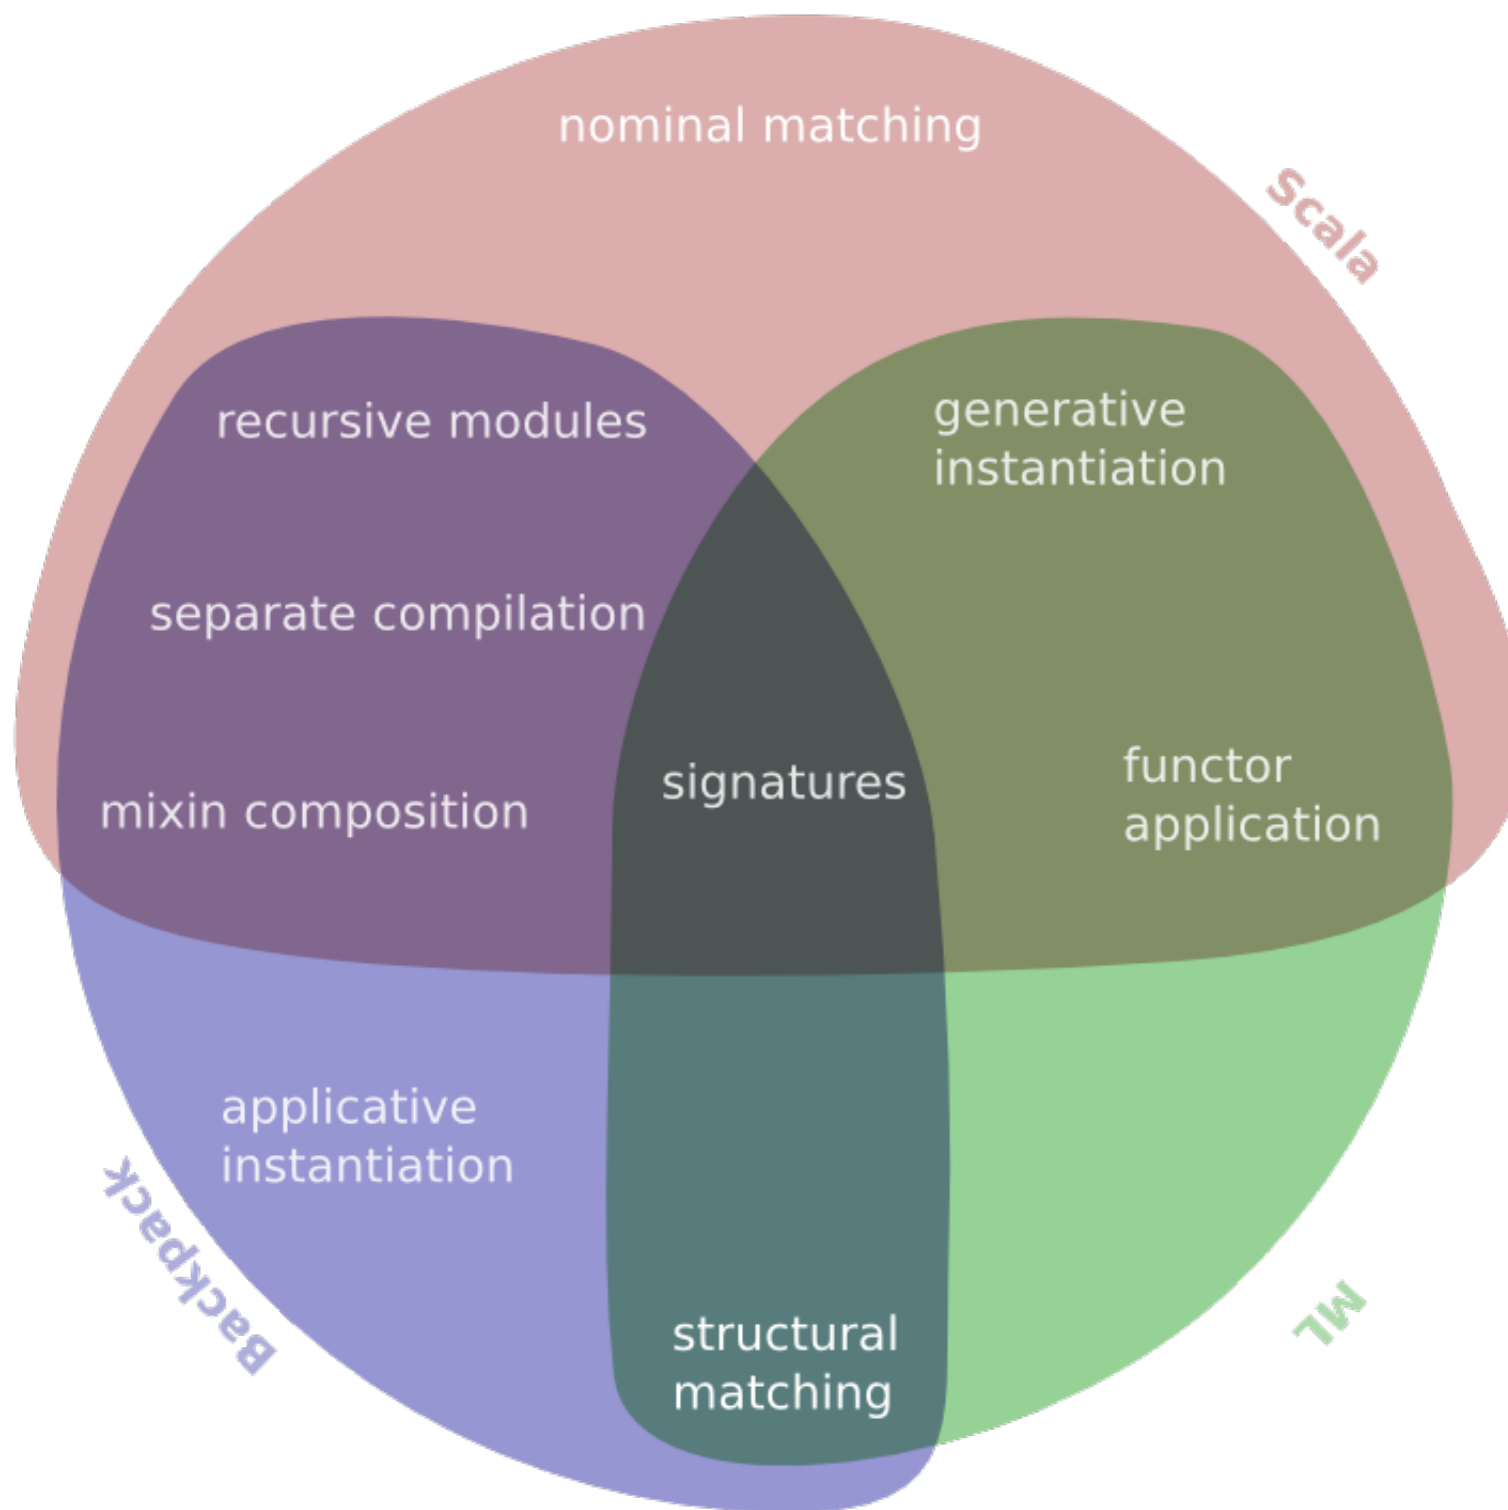 nominal matching
Scala
recursive modules
generative
instantiation
separate compilation
signatures
functor
application
mixin composition
applicative
instantiation
Backpack
ML
structural
matching